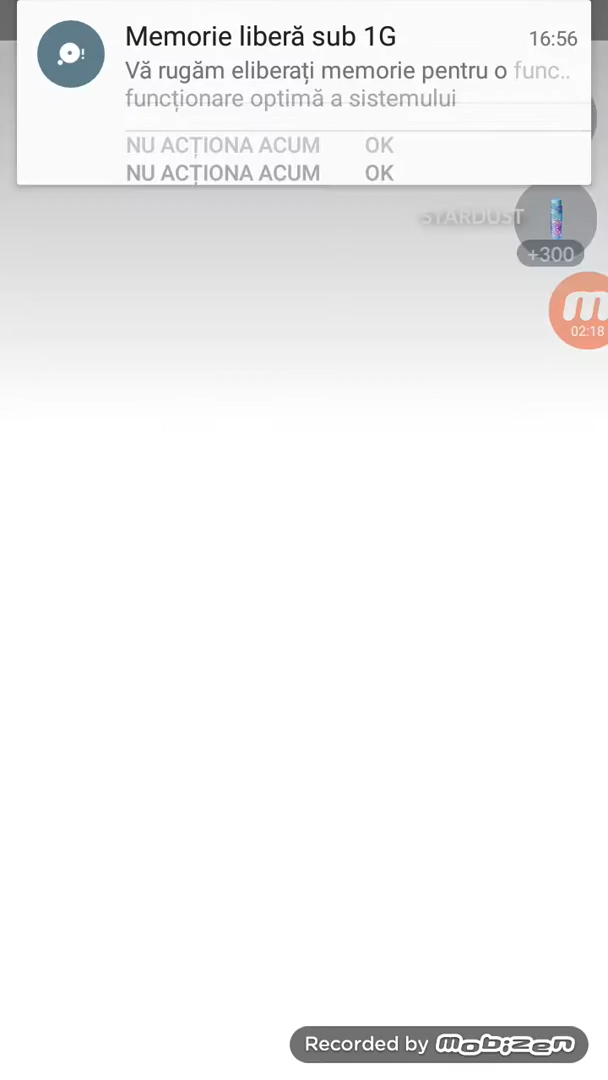 Memorie liberă sub 1G
16:56
Vă rugăm eliberați memorie pentru o func..
funcționare optimă a sistemului
NU ACȚIONA ACUM OK
NU ACȚIONA ACUM OK
STARDUST
+300
m
02:18
Recorded by mobizen